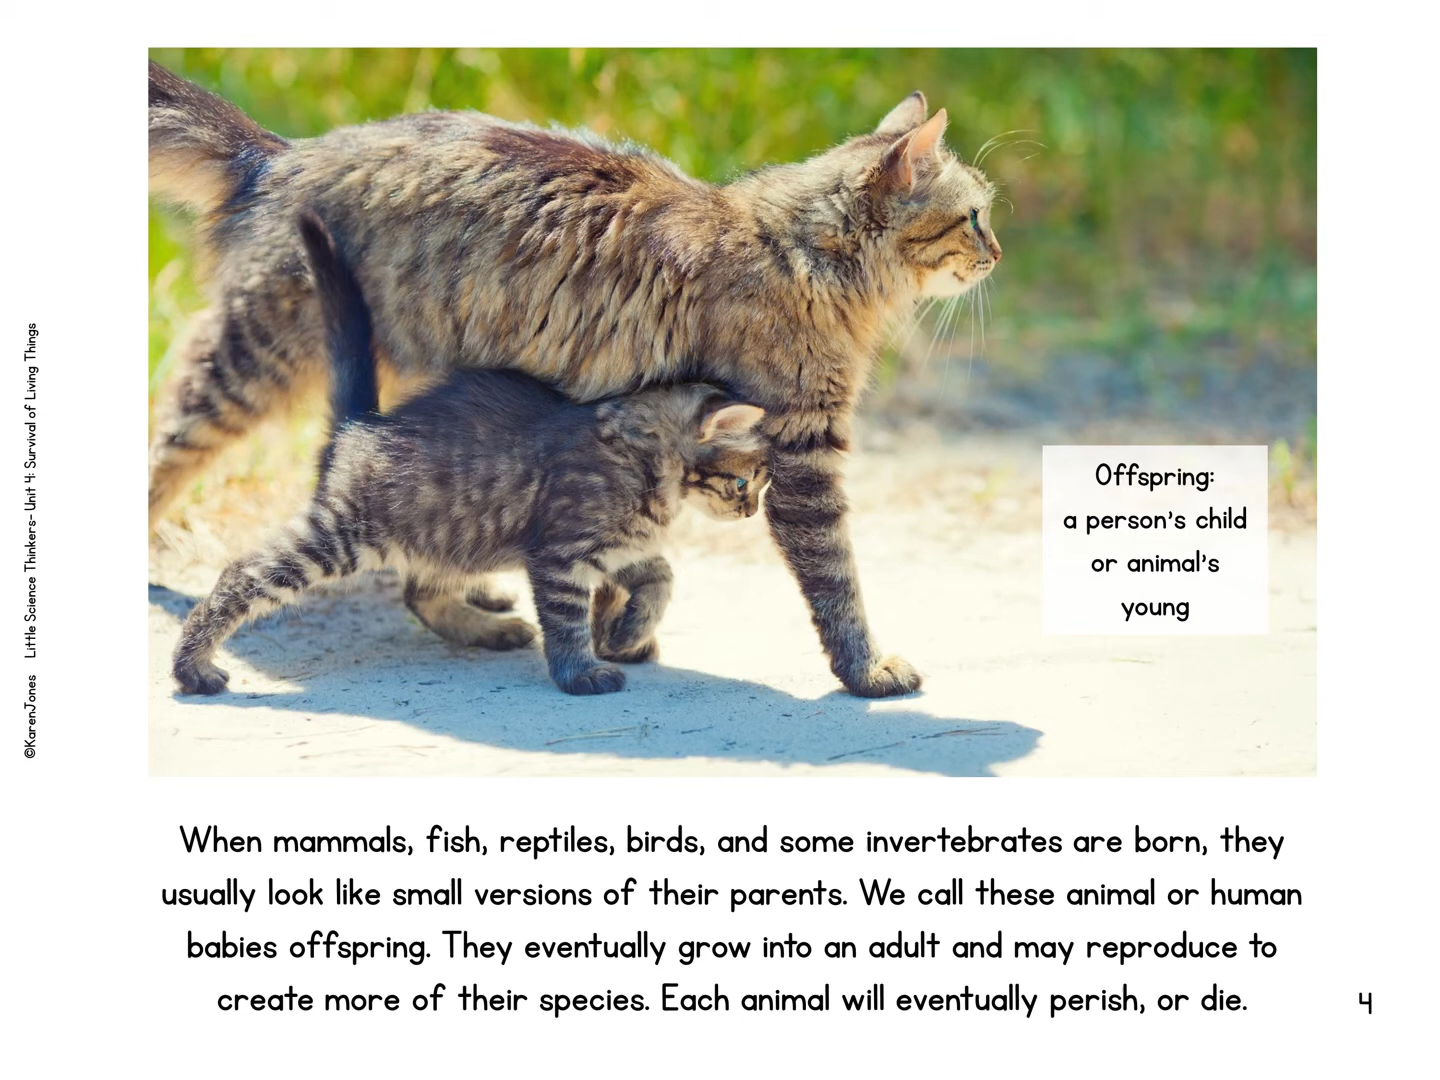 Offspring:
a person's child
or animal's
young
When mammals, fish, reptiles, birds, and some invertebrates are born, they
usually look like small versions of their parents. We call these animal or human
babies offspring. They eventually grow into an adult and may reproduce to
create more of their species. Each animal will eventually perish, or die.
4
©KarenJones Little Science Thinkers- Unit 4: Survival of Living Things